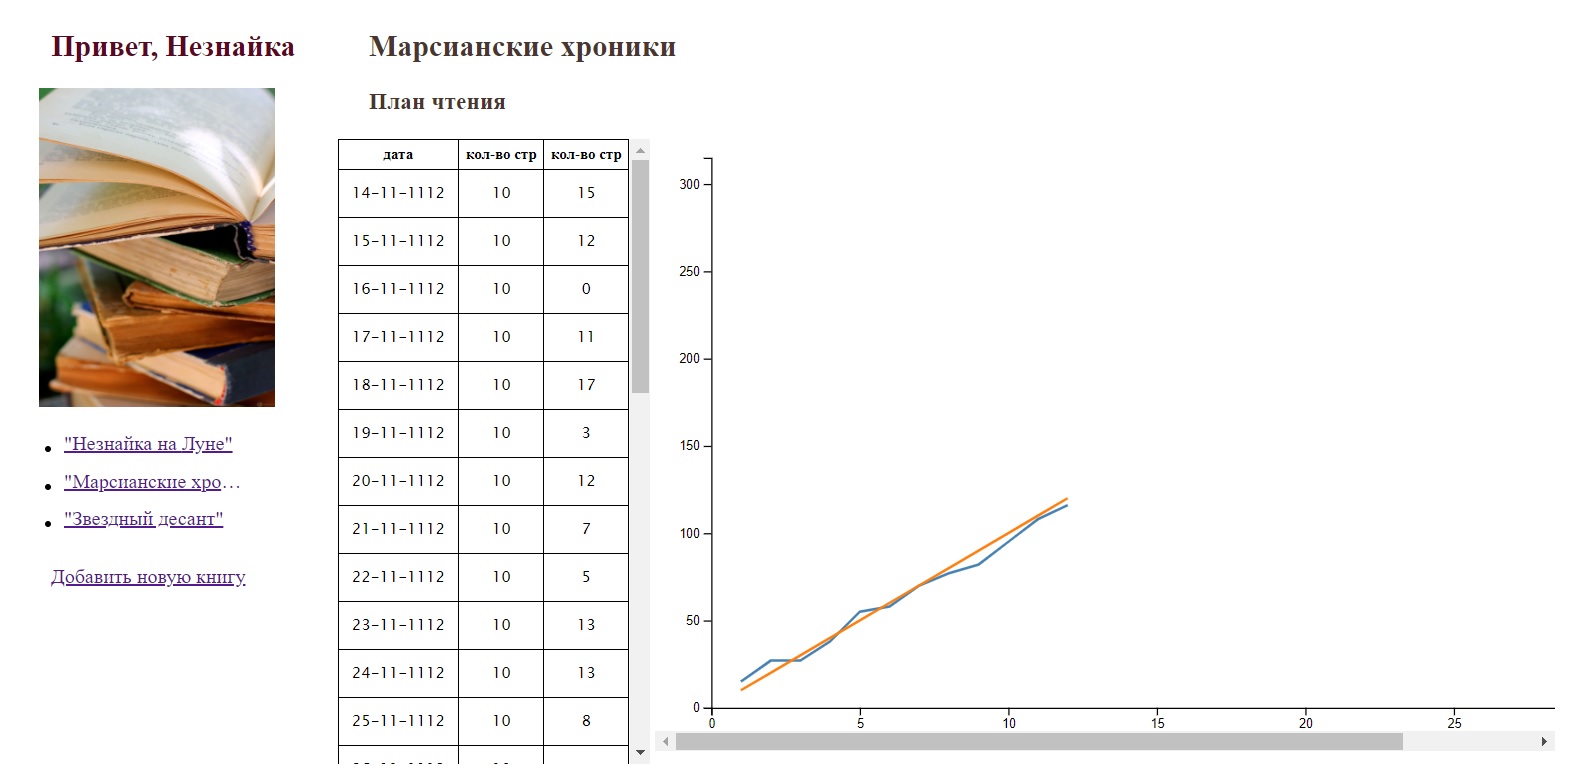 Привет, Незнайка
"Незнайка на Луне"
"Марсианские хро...
"Звездный десант"
Добавить новую книгу
Марсианские хроники
План чтения
дата кол-во стр кол-во стр
14-11-1112 10 15
15-11-1112 10 12
16-11-1112 10 0
17-11-1112 10 11
18-11-1112 10 17
19-11-1112 10 3
20-11-1112 10 12
21-11-1112 10 7
22-11-1112 10 5
23-11-1112 10 13
24-11-1112 10 13
25-11-1112 10 8
300
250
200
150
100
50
0
0 5 10 15 20 25